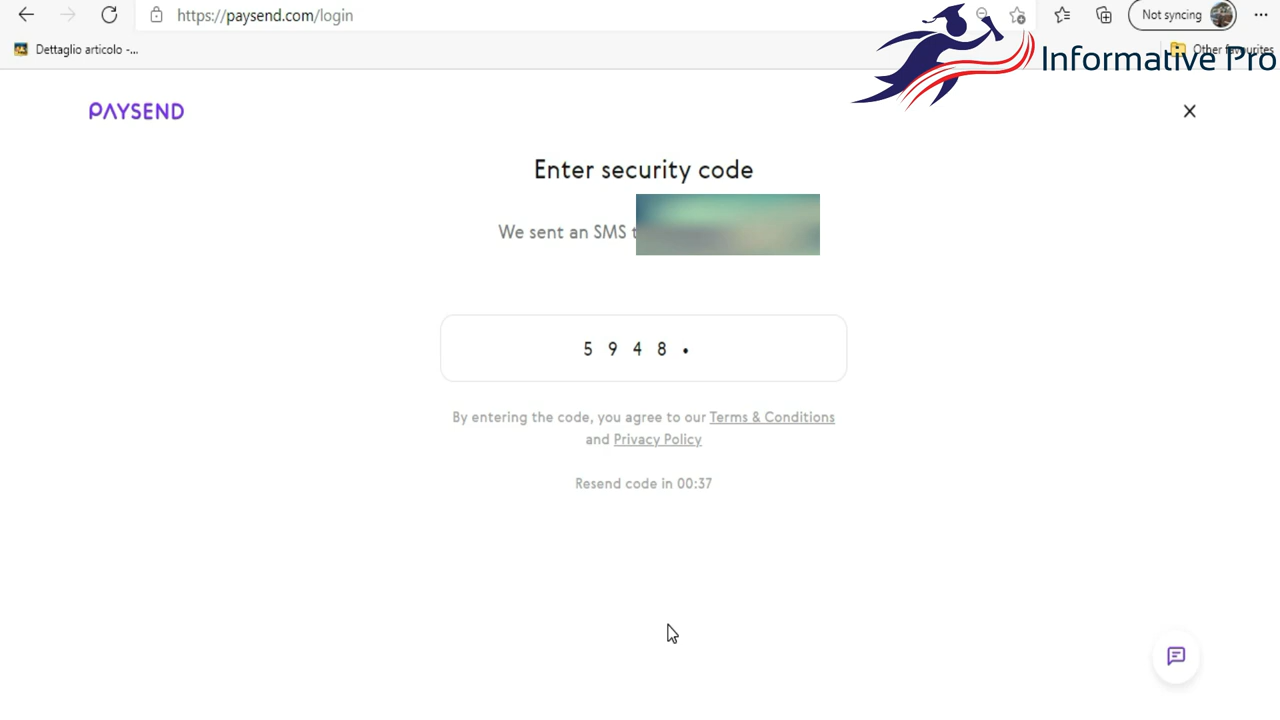 https://paysend.com/login
Not syncing
Dettaglio articolo -...
Other favourites
Informative Pro
PAYSEND
Enter security code
We sent an SMS t
5 9 4 8 •
By entering the code, you agree to our Terms & Conditions
and Privacy Policy
Resend code in 00:37